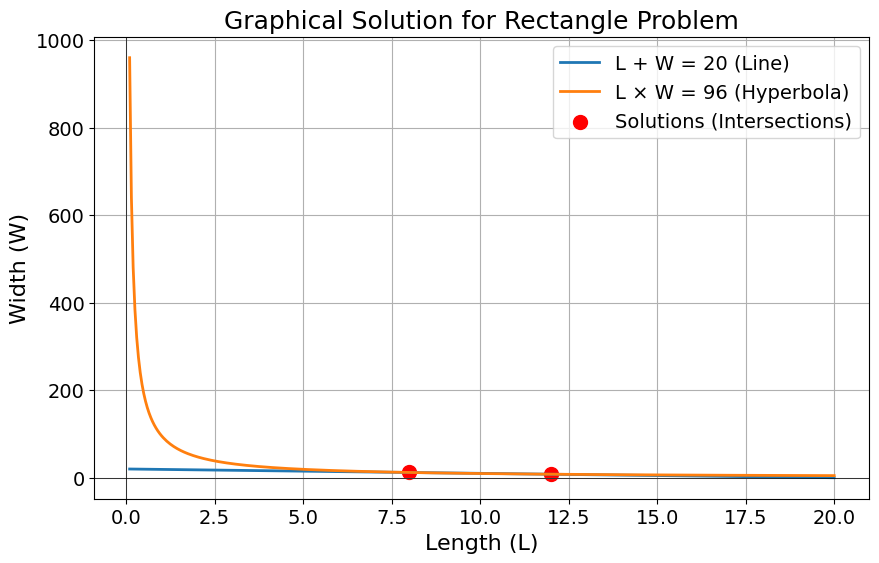 Graphical Solution for Rectangle Problem
L + W = 20 (Line)
L × W = 96 (Hyperbola)
Solutions (Intersections)
Width (W)
1000
800
600
400
200
0
0.0 2.5 5.0 7.5 10.0 12.5 15.0 17.5 20.0
Length (L)